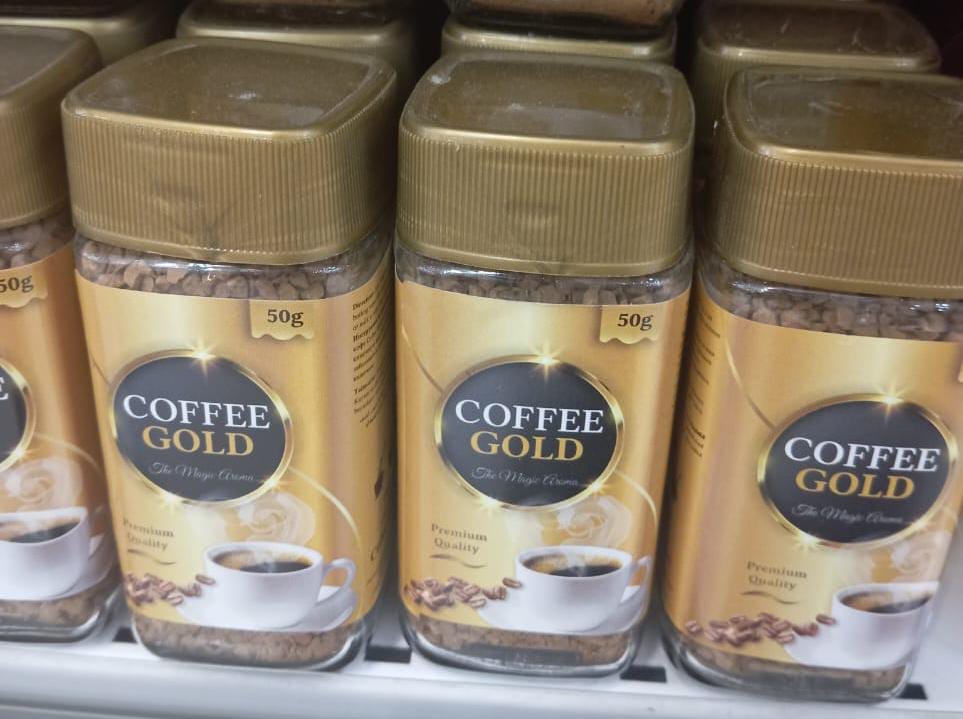 50g
50g
COFFEE
GOLD
The Magic Aroma...
Premium
Quality
50g
COFFEE
GOLD
The Magic Aroma...
Premium
Quality
COFFEE
GOLD
The Magic Aroma...
Premium
Quality